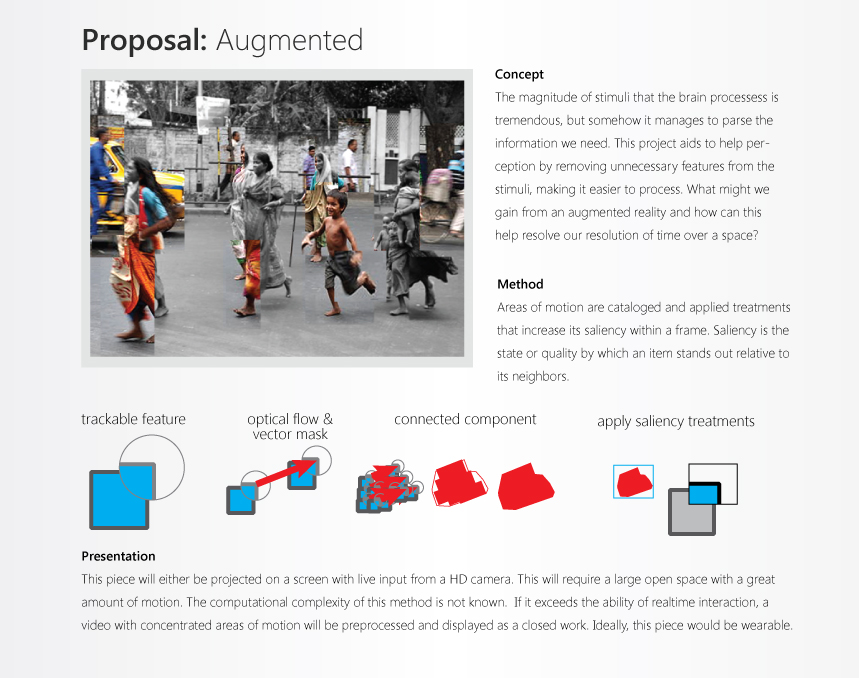 Proposal: Augmented
Concept
The magnitude of stimuli that the brain processess is
tremendous, but somehow it manages to parse the
information we need. This project aids to help per-
ception by removing unnecessary features from the
stimuli, making it easier to process. What might we
gain from an augmented reality and how can this
help resolve our resolution of time over a space?
Method
Areas of motion are cataloged and applied treatments
that increase its saliency within a frame. Saliency is the
state or quality by which an item stands out relative to
its neighbors.
trackable feature
optical flow &
vector mask
connected component
apply saliency treatments
Presentation
This piece will either be projected on a screen with live input from a HD camera. This will require a large open space with a great
amount of motion. The computational complexity of this method is not known.  If it exceeds the ability of realtime interaction, a
video with concentrated areas of motion will be preprocessed and displayed as a closed work. Ideally, this piece would be wearable.